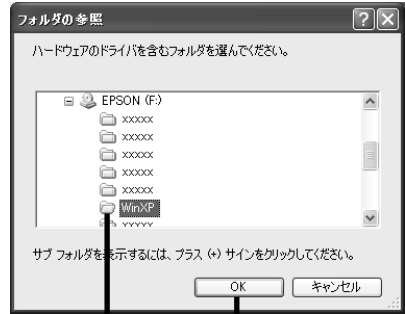 フォルダの参照
ハードウェアのドライバを含むフォルダを選んでください。
EPSON (F:)
xxxxx
xxxxx
xxxxx
xxxxx
xxxxx
WinXP
xxxxx
サブ フォルダを表示するには、プラス (+) サインをクリックしてください。
OK
キャンセル